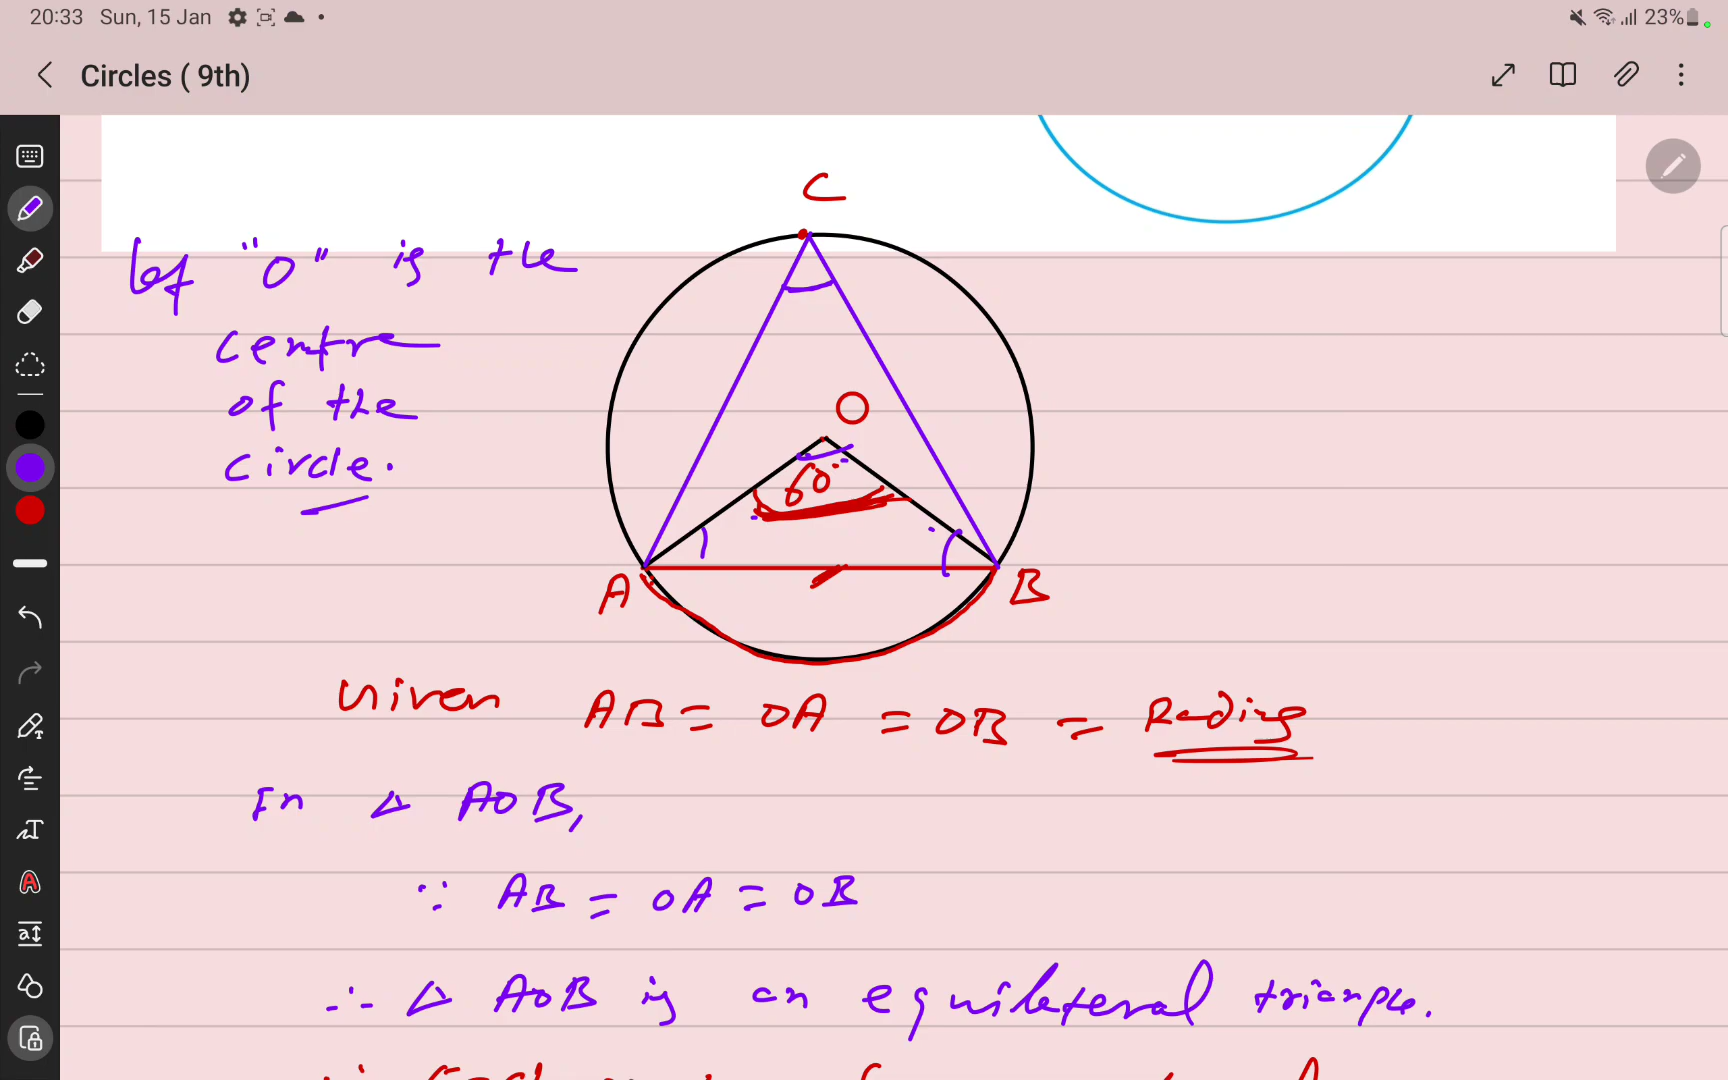 20:33 Sun, 15 Jan
23%
Circles ( 9th)
let "O" is the
centre
of the
circle.
C
O
60°
A
B
Given AB = OA = OB = Radius
In △ AOB,
∵ AB = OA = OB
∴ △ AOB is an equilateral triangle.